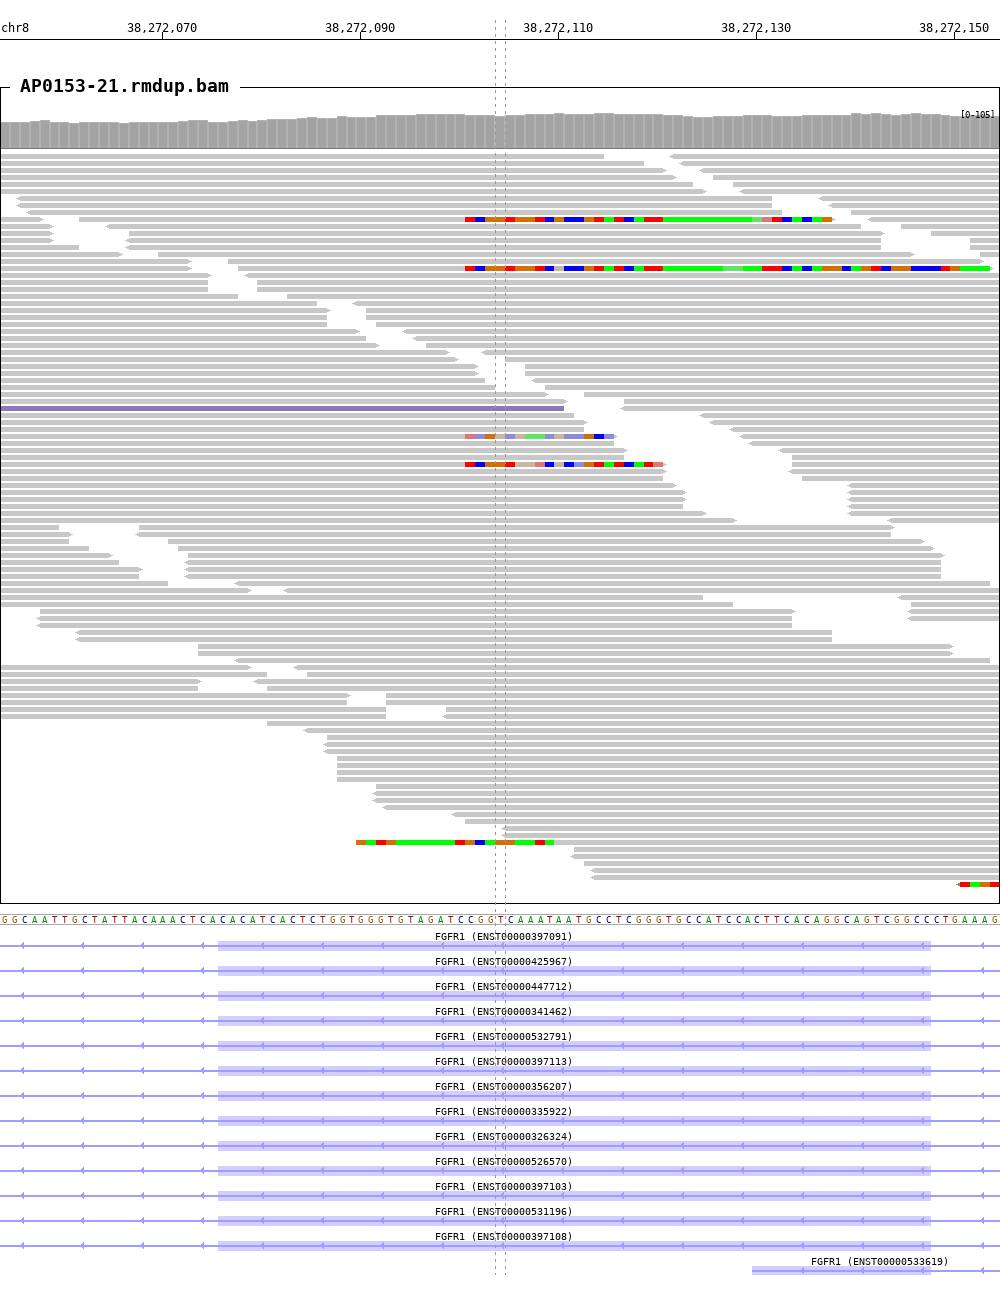 chr8 38,272,070 38,272,090 38,272,110 38,272,130 38,272,150
AP0153-21.rmdup.bam
[0-105]
GGCAATTGCTATTACAAACTCACACATCACTCTGGTGGGTGTAGATCCGGTCAAATAATGCCTCGGGTGCCATCCACTTCACAGGCAGTCGGCCCTGAAAG
FGFR1 (ENST00000397091)
FGFR1 (ENST00000425967)
FGFR1 (ENST00000447712)
FGFR1 (ENST00000341462)
FGFR1 (ENST00000532791)
FGFR1 (ENST00000397113)
FGFR1 (ENST00000356207)
FGFR1 (ENST00000335922)
FGFR1 (ENST00000326324)
FGFR1 (ENST00000526570)
FGFR1 (ENST00000397103)
FGFR1 (ENST00000531196)
FGFR1 (ENST00000397108)
FGFR1 (ENST00000533619)